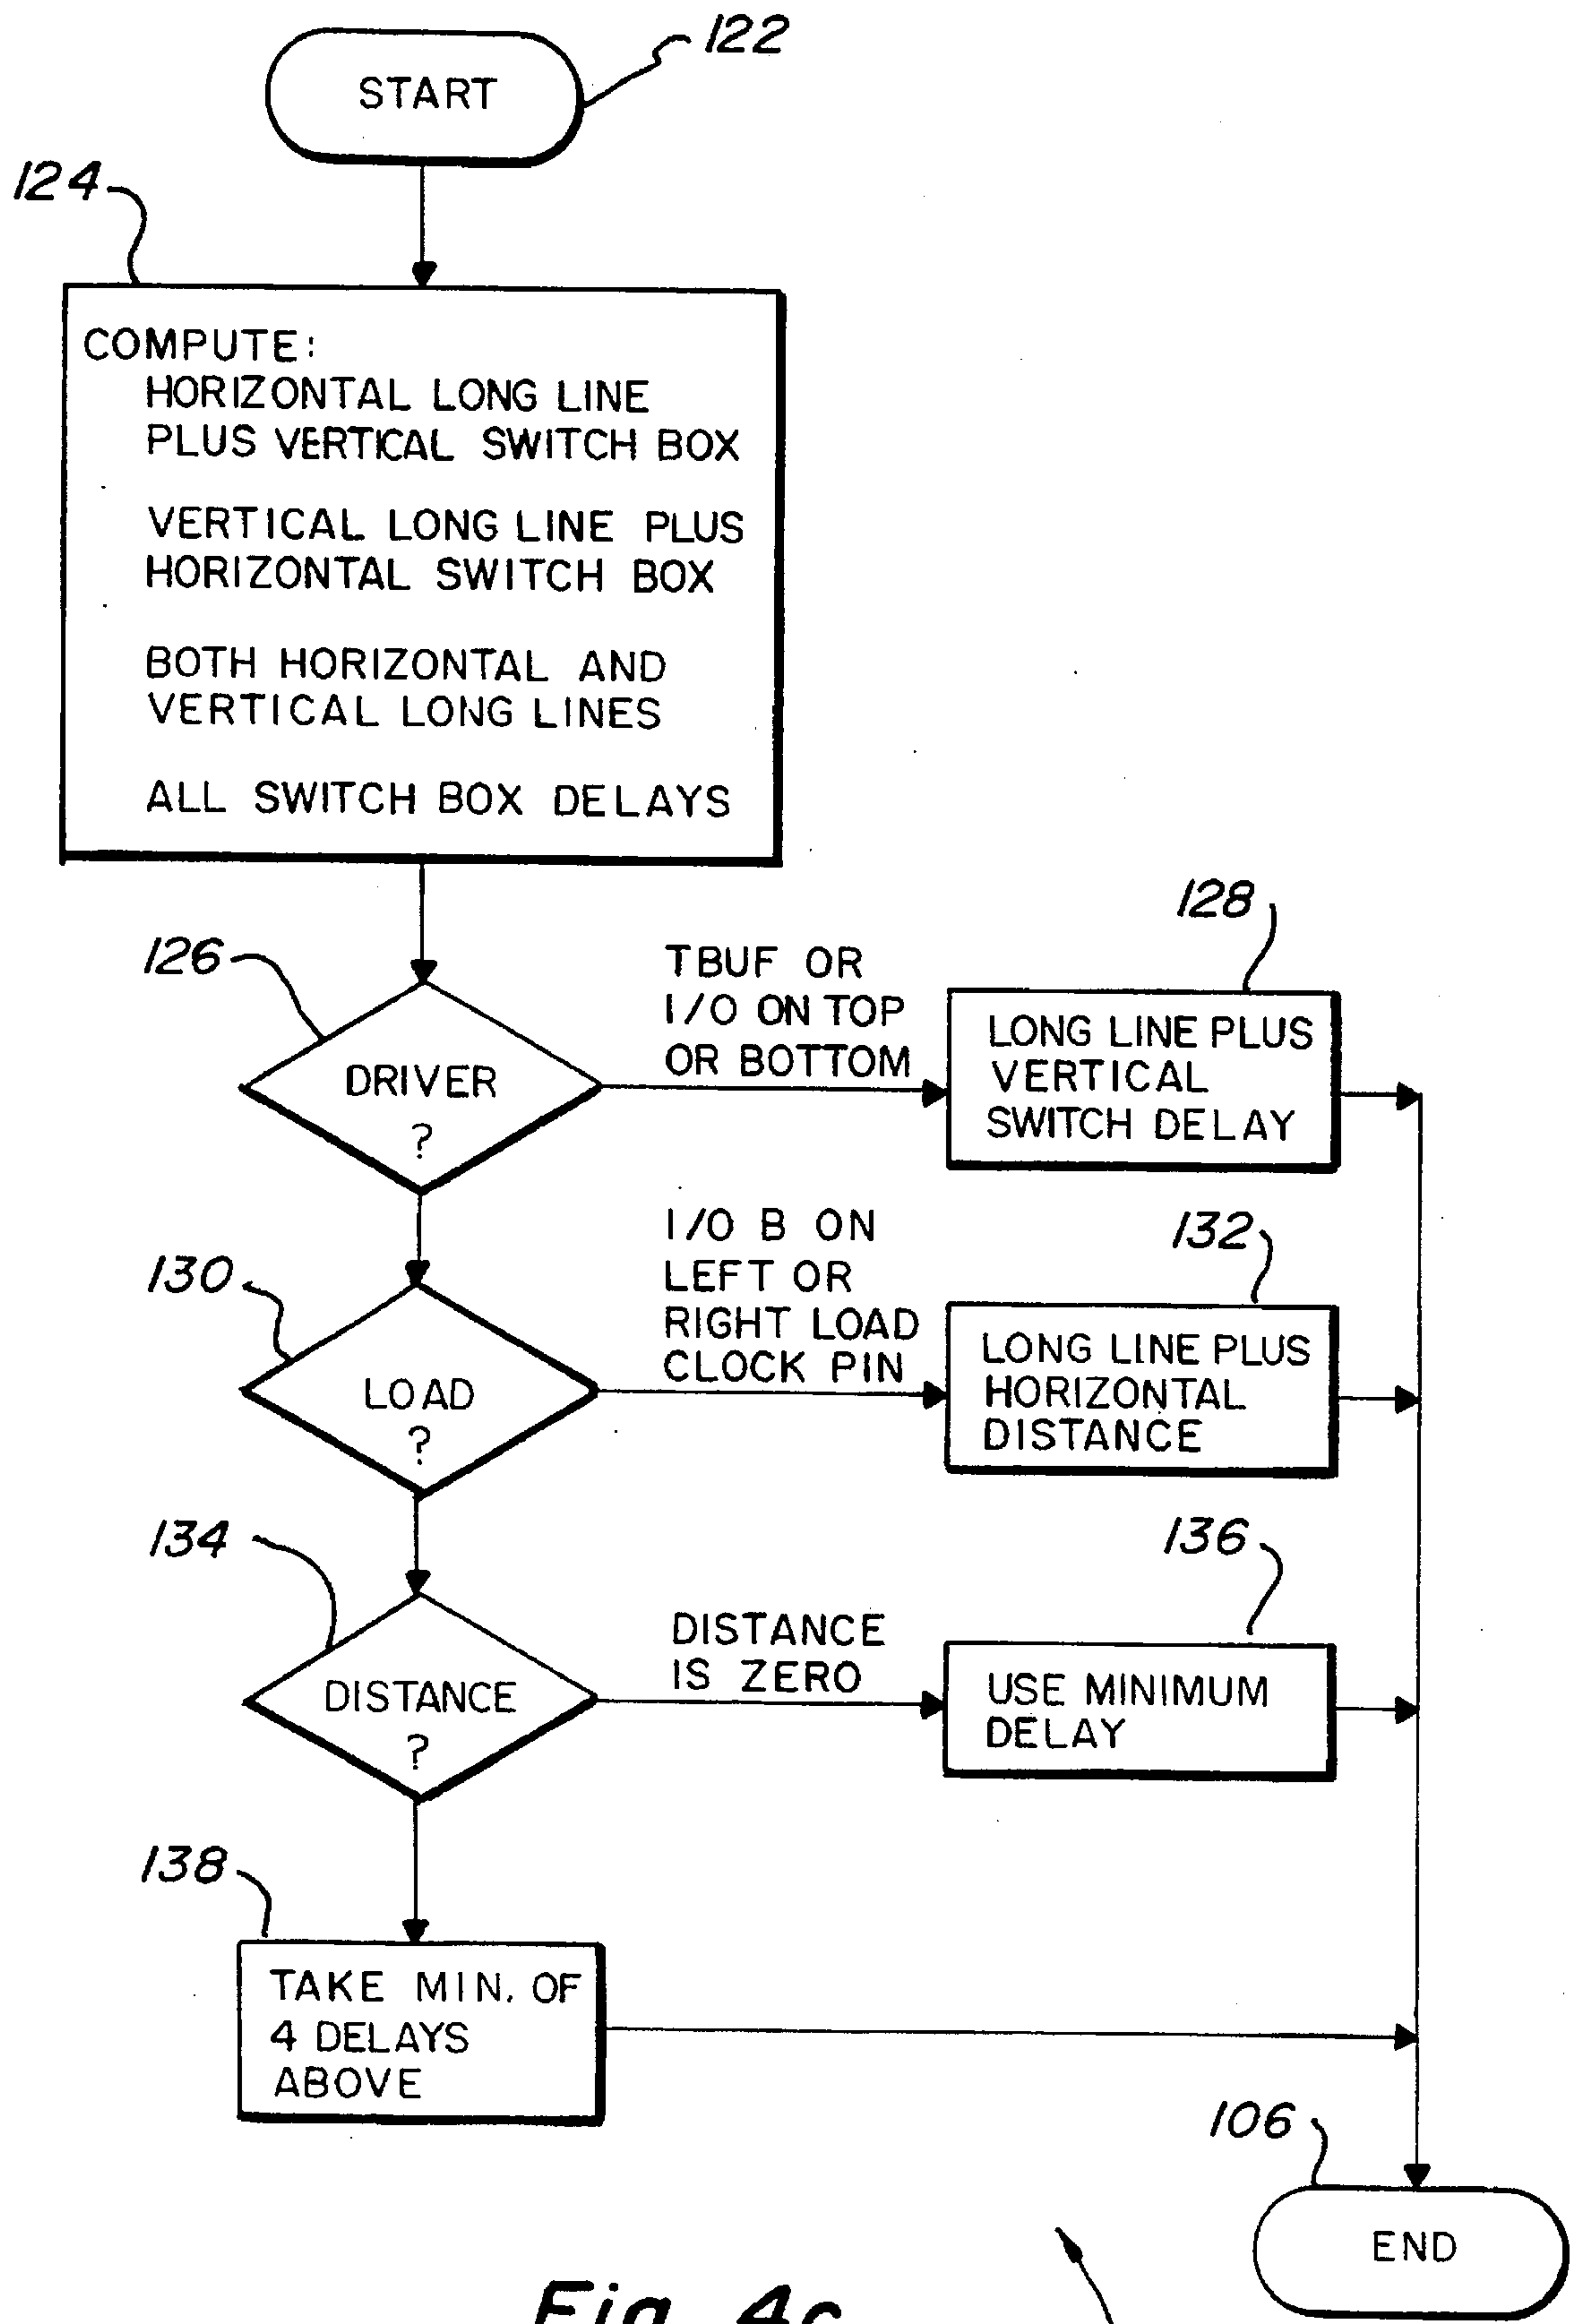 122
START
124
COMPUTE:
HORIZONTAL LONG LINE
PLUS VERTICAL SWITCH BOX
VERTICAL LONG LINE PLUS
HORIZONTAL SWITCH BOX
BOTH HORIZONTAL AND
VERTICAL LONG LINES
ALL SWITCH BOX DELAYS
126
DRIVER
?
TBUF OR
I/O ON TOP
OR BOTTOM
128
LONG LINE PLUS
VERTICAL
SWITCH DELAY
130
LOAD
?
I/O B ON
LEFT OR
RIGHT LOAD
CLOCK PIN
132
LONG LINE PLUS
HORIZONTAL
DISTANCE
134
DISTANCE
?
DISTANCE
IS ZERO
136
USE MINIMUM
DELAY
138
TAKE MIN. OF
4 DELAYS
ABOVE
106
END
Fig. 4c